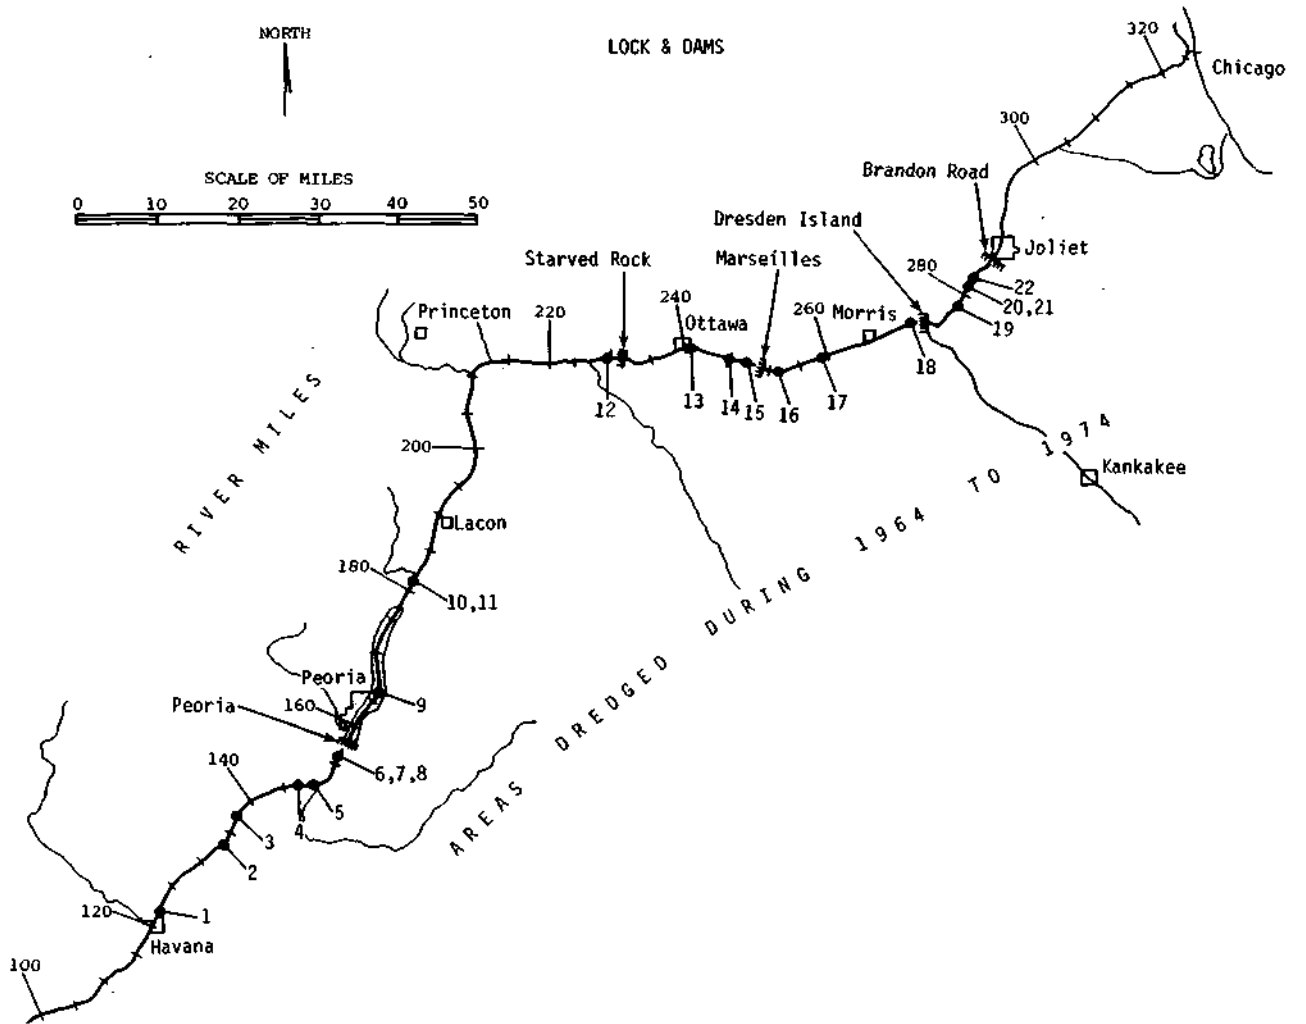 NORTH
LOCK & DAMS
320
Chicago
300
SCALE OF MILES
0 10 20 30 40 50
Brandon Road
Dresden Island
Joliet
Starved Rock
Marseilles
280
22
20,21
19
Princeton
220
240
Ottawa
260
Morris
18
12
13
14
15
16
17
200
RIVER MILES
Kankakee
Lacon
180
10,11
AREAS DREDGED DURING 1964 TO 1974
Peoria
160
9
Peoria
140
6,7,8
5
4
3
2
120
1
Havana
100